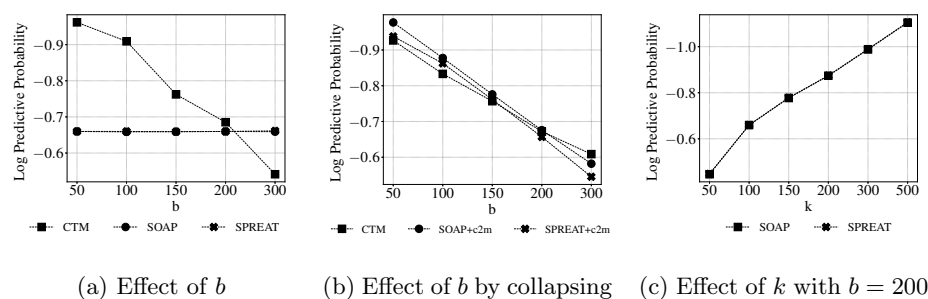 Log Predictive Probability
−0.9
−0.8
−0.7
−0.6
50 100 150 200 300
b
CTM SOAP SPREAT
(a) Effect of b
Log Predictive Probability
−0.9
−0.8
−0.7
−0.6
50 100 150 200 300
b
CTM SOAP+c2m SPREAT+c2m
(b) Effect of b by collapsing
Log Predictive Probability
−1.0
−0.8
−0.6
50 100 150 200 300 500
k
SOAP SPREAT
(c) Effect of k with b = 200